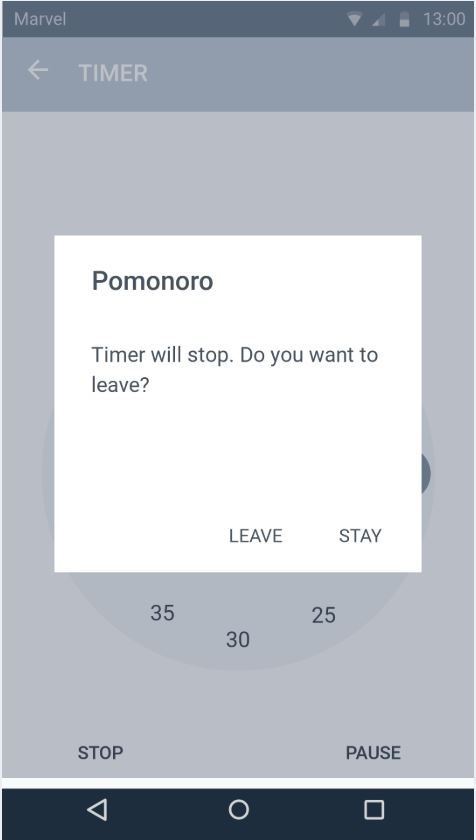 Marvel 13:00
TIMER
Pomonoro
Timer will stop. Do you want to
leave?
LEAVE STAY
35 25
30
STOP PAUSE